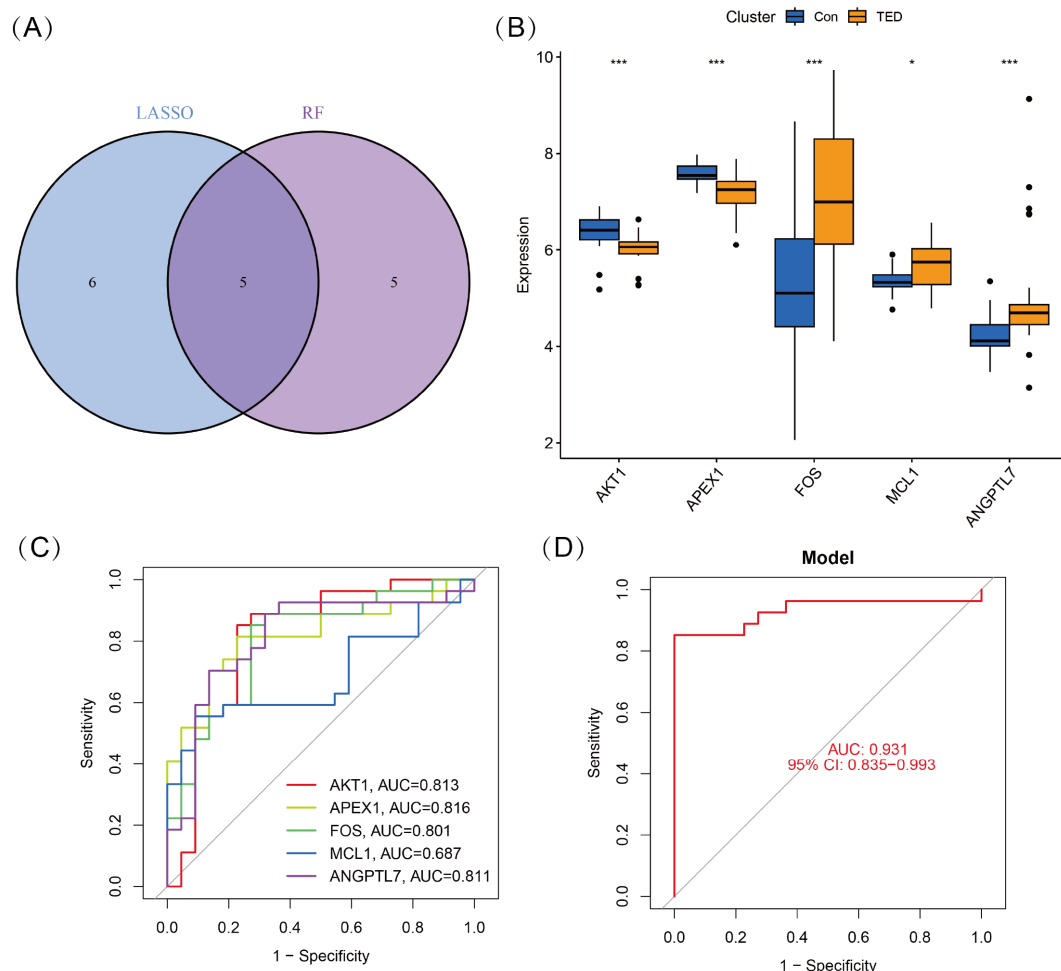 (A)
LASSO
RF
6
5
5
(B)
Cluster Con TED
*** *** *** * ***
Expression
10
8
6
4
2
AKT1
APEX1
FOS
MCL1
ANGPTL7
(C)
Sensitivity
1.0
0.8
0.6
0.4
0.2
0.0
AKT1, AUC=0.813
APEX1, AUC=0.816
FOS, AUC=0.801
MCL1, AUC=0.687
ANGPTL7, AUC=0.811
0.0 0.2 0.4 0.6 0.8 1.0
1 − Specificity
(D)
Model
Sensitivity
1.0
0.8
0.6
0.4
0.2
0.0
AUC: 0.931
95% CI: 0.835−0.993
0.0 0.2 0.4 0.6 0.8 1.0
1 − Specificity